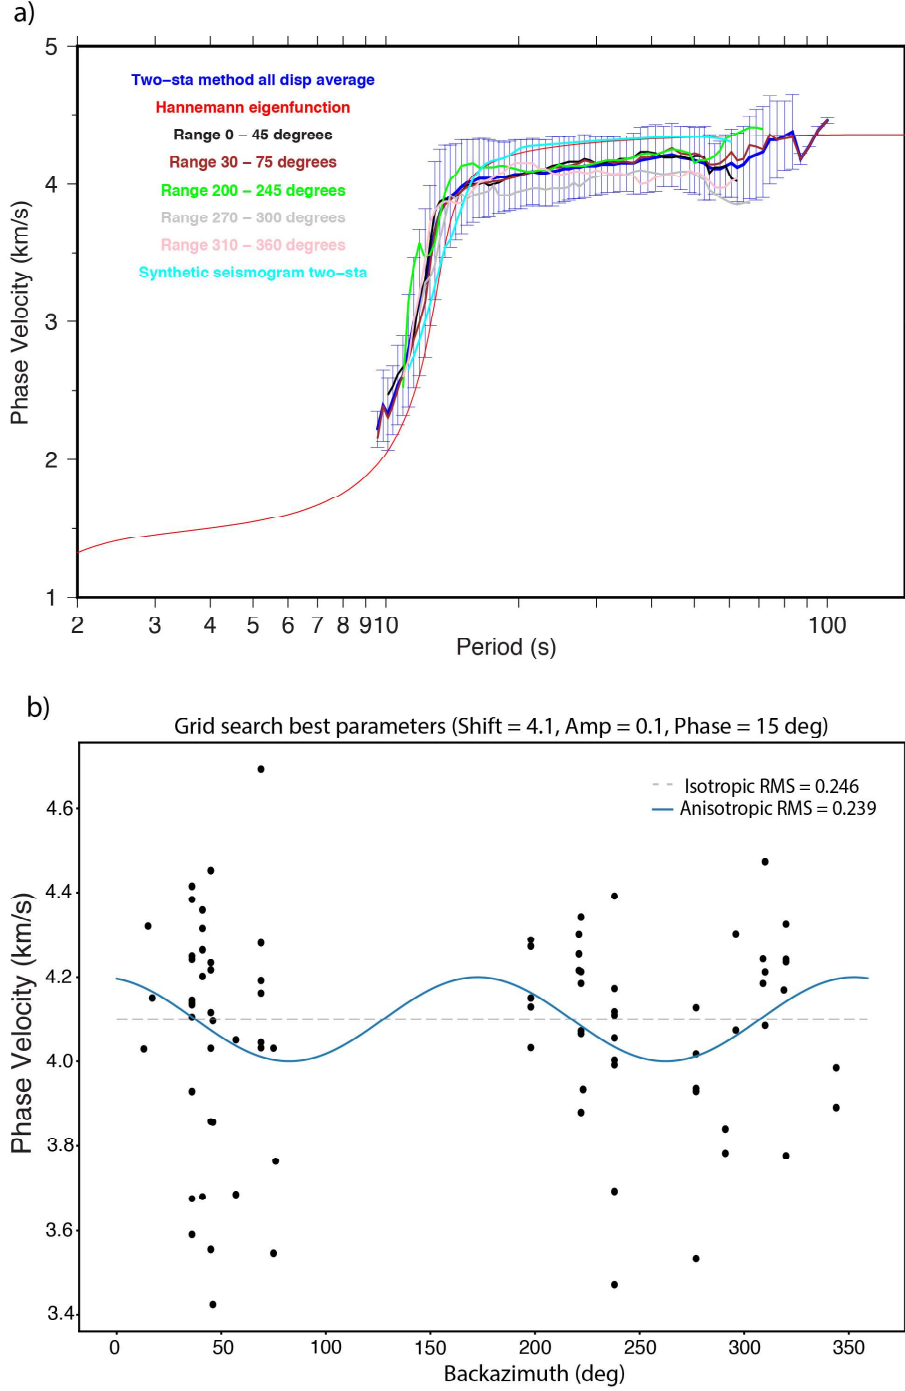 a)
5
4
3
2
1
Phase Velocity (km/s)
Two-sta method all disp average
Hannemann eigenfunction
Range 0 – 45 degrees
Range 30 – 75 degrees
Range 200 – 245 degrees
Range 270 – 300 degrees
Range 310 – 360 degrees
Synthetic seismogram two-sta
2 3 4 5 6 7 8 910 100
Period (s)
b)
Grid search best parameters (Shift = 4.1, Amp = 0.1, Phase = 15 deg)
Isotropic RMS = 0.246
Anisotropic RMS = 0.239
4.6
4.4
4.2
4.0
3.8
3.6
3.4
Phase Velocity (km/s)
0 50 100 150 200 250 300 350
Backazimuth (deg)